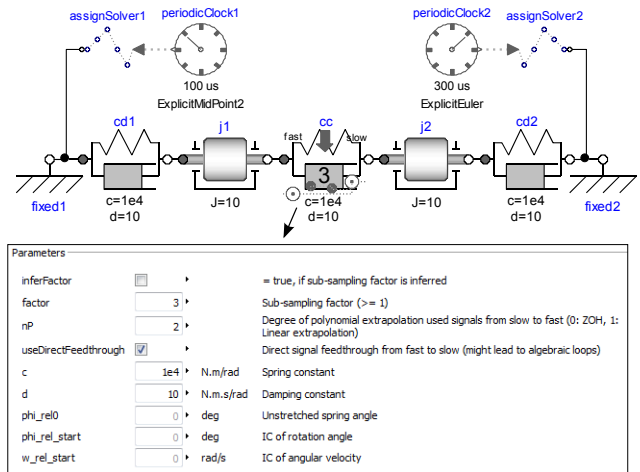 assignSolver1 periodicClock1 periodicClock2 assignSolver2
100 us 300 us
ExplicitMidPoint2 ExplicitEuler
cd1 j1 cc j2 cd2
fast slow
3
fixed1 c=1e4 J=10 c=1e4 J=10 c=1e4 fixed2
d=10 d=10 d=10
Parameters
inferFactor = true, if sub-sampling factor is inferred
factor 3 Sub-sampling factor (>= 1)
nP 2 Degree of polynomial extrapolation used signals from slow to fast (0: ZOH, 1:
Linear extrapolation)
useDirectFeedthrough Direct signal feedthrough from fast to slow (might lead to algebraic loops)
c 1e4 N.m/rad Spring constant
d 10 N.m.s/rad Damping constant
phi_rel0 0 deg Unstretched spring angle
phi_rel_start 0 deg IC of rotation angle
w_rel_start 0 rad/s IC of angular velocity